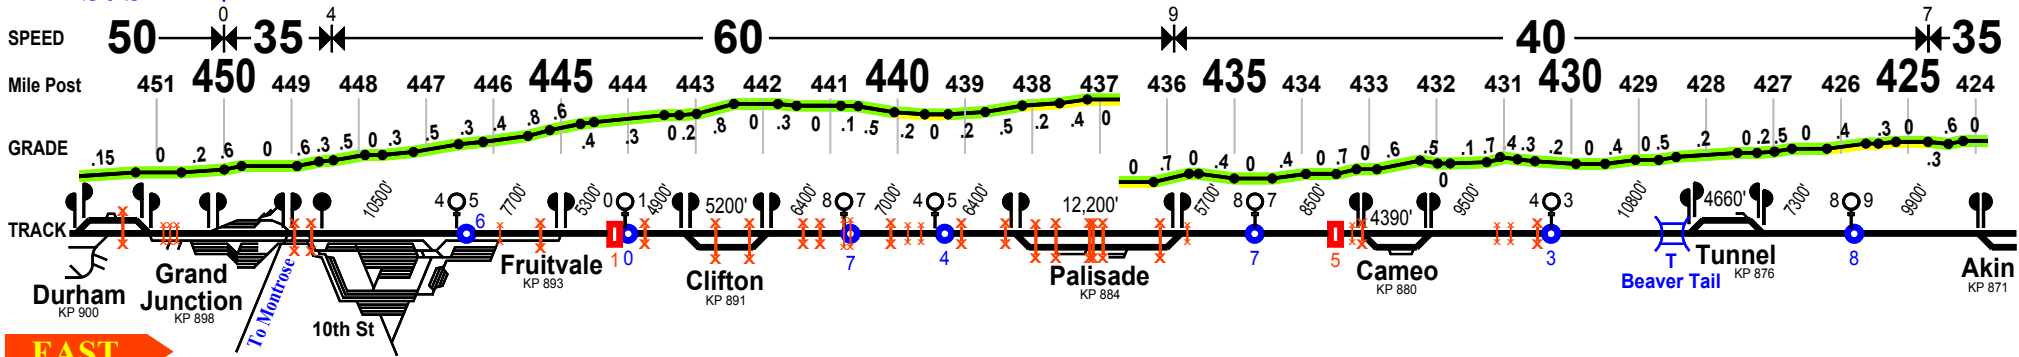 0 4 9 7
SPEED 50 35 60 40 35
Mile Post 451 450 449 448 447 446 445 444 443 442 441 440 439 438 437 436 435 434 433 432 431 430 429 428 427 426 425 424
GRADE .15 0 .2 .6 0 .6 .3 .5 0 .3 .5 .3 .4 .8 .6 .4 .3 0 .2 .8 0 .3 0 .1 .5 .2 0 .2 .5 .2 .4 0
0 .7 0 .4 0 .4 0 .7 0 .6 .5 0 .1 .7 .4 .3 .2 0 .4 0 .5 .2 0 .2 .5 0 .4 .3 0 .3 .6 0
10500' 7700' 5300' 4900' 5200' 6400' 7000' 6400' 12,200' 5700' 8500' 4390' 9500' 10800' 4660' 7300' 9900'
4 5 0 1 8 7 4 5 8 7 4 3 8 9
TRACK
6 1 0 7 4 7 5 3 T 8
Durham
KP 900
Grand
Junction
KP 898
To Montrose
10th St
Fruitvale
KP 893
Clifton
KP 891
Palisade
KP 884
Cameo
KP 880
Beaver Tail
Tunnel
KP 876
Akin
KP 871
EAST